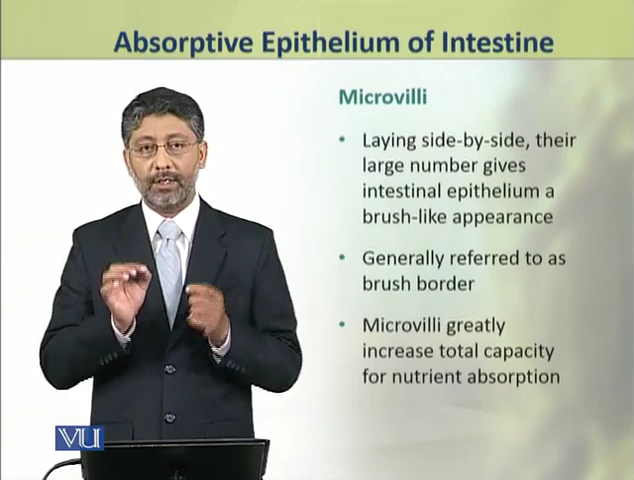 Absorptive Epithelium of Intestine
Microvilli
• Laying side-by-side, their
large number gives
intestinal epithelium a
brush-like appearance
• Generally referred to as
brush border
• Microvilli greatly
increase total capacity
for nutrient absorption
VU